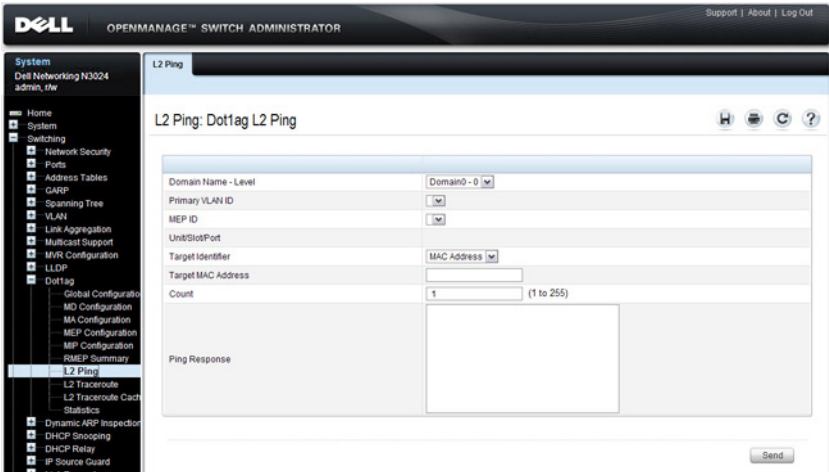 Support | About | Log Out
DELL OPENMANAGE™ SWITCH ADMINISTRATOR
System
Dell Networking N3024
admin, r/w
Home
System
Switching
Network Security
Ports
Address Tables
GARP
Spanning Tree
VLAN
Link Aggregation
Multicast Support
MVR Configuration
LLDP
Dot1ag
Global Configuratio
MD Configuration
MA Configuration
MEP Configuration
MIP Configuration
RMEP Summary
L2 Ping
L2 Traceroute
L2 Traceroute Cach
Statistics
Dynamic ARP Inspection
DHCP Snooping
DHCP Relay
IP Source Guard
L2 Ping
L2 Ping: Dot1ag L2 Ping
Domain Name - Level Domain0 - 0
Primary VLAN ID
MEP ID
Unit/Slot/Port
Target Identifier MAC Address
Target MAC Address
Count 1 (1 to 255)
Ping Response
Send